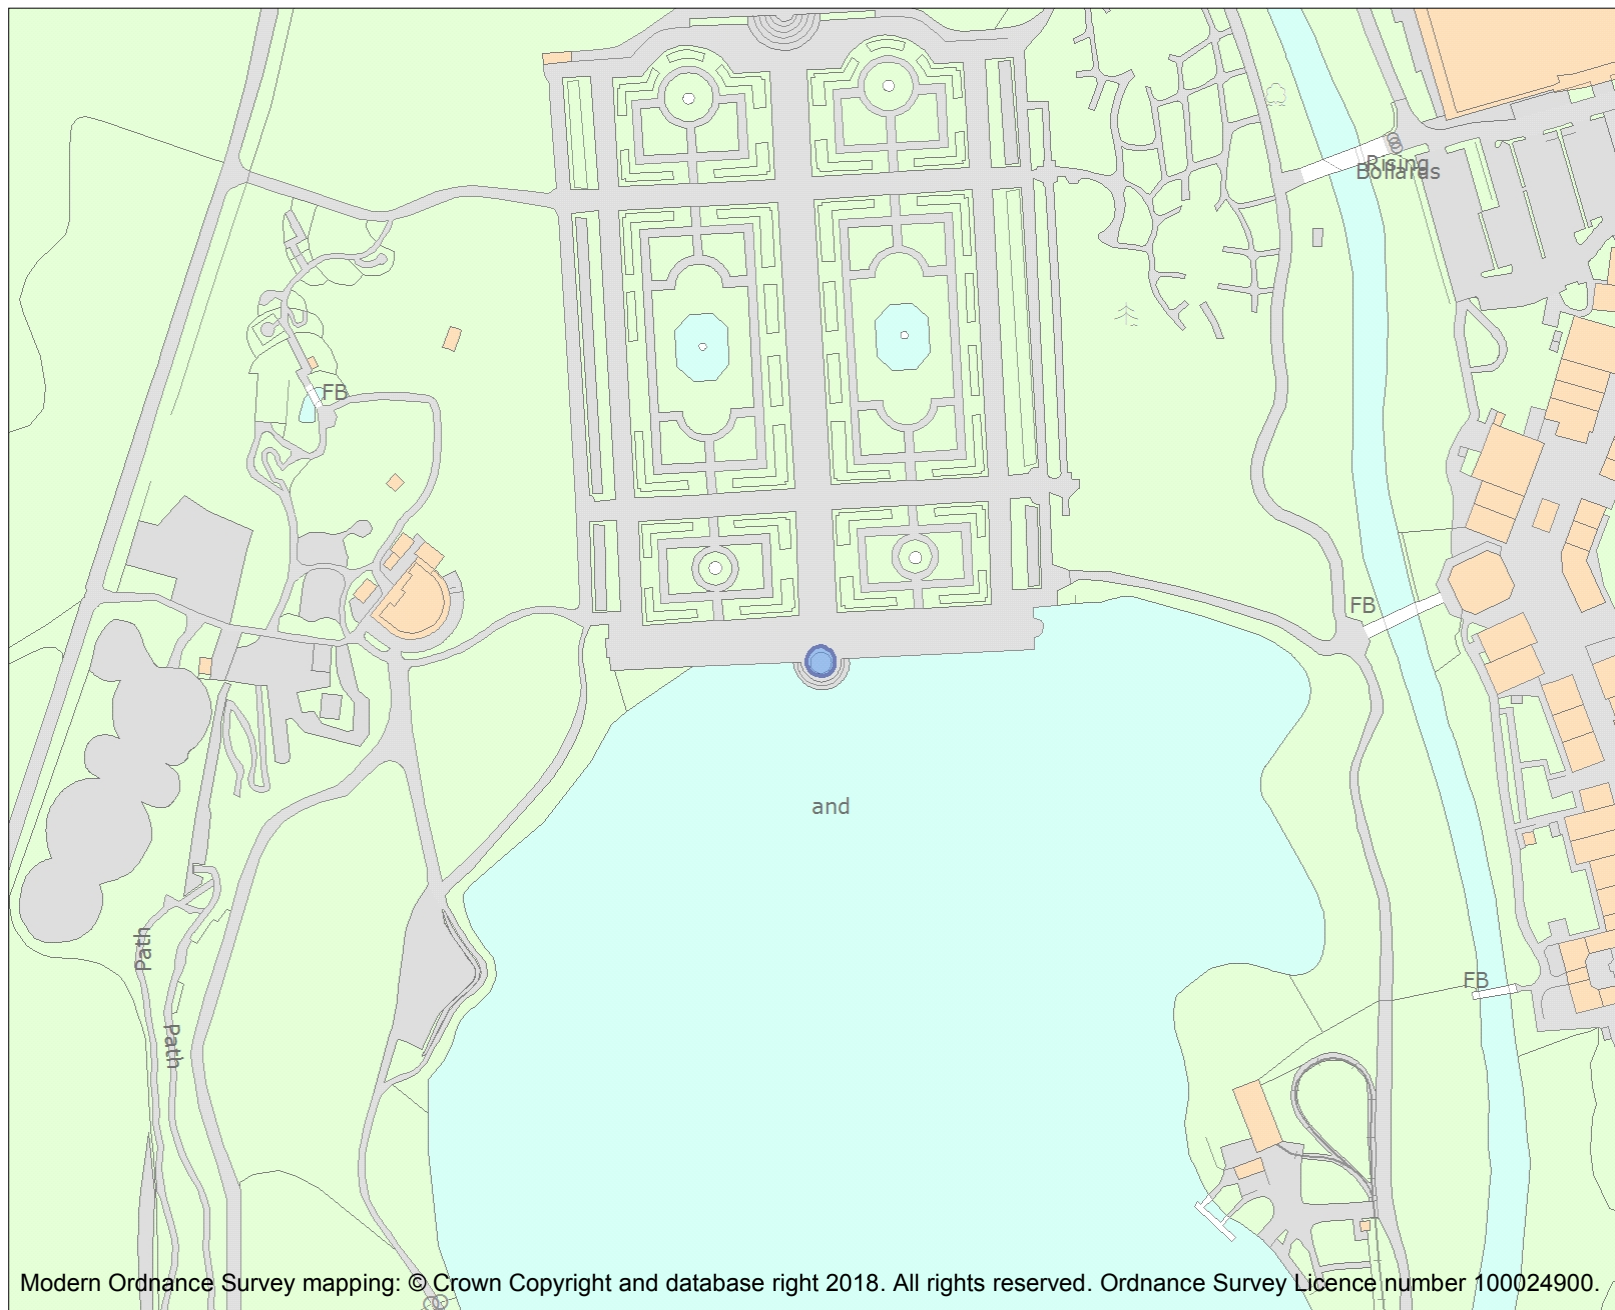 Rising
Bollards
FB
FB
and
Path
FB
Path
Modern Ordnance Survey mapping: © Crown Copyright and database right 2018. All rights reserved. Ordnance Survey Licence number 100024900.